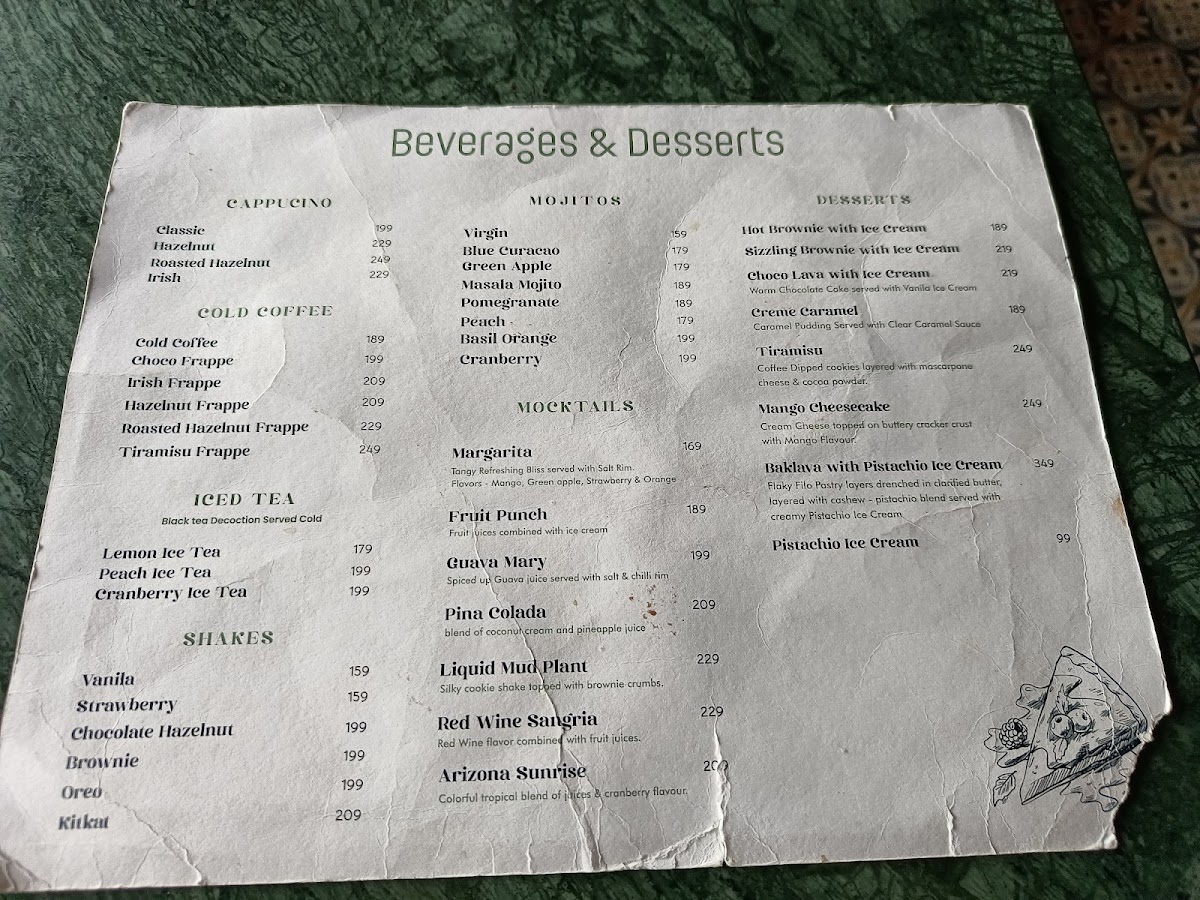 Beverages & Desserts
CAPPUCINO
Classic 199
Hazelnut 229
Roasted Hazelnut 249
Irish 229
COLD COFFEE
Cold Coffee 189
Choco Frappe 199
Irish Frappe 209
Hazelnut Frappe 209
Roasted Hazelnut Frappe 229
Tiramisu Frappe 249
ICED TEA
Black tea Decoction Served Cold
Lemon Ice Tea 179
Peach Ice Tea 199
Cranberry Ice Tea 199
SHAKES
Vanila 159
Strawberry 159
Chocolate Hazelnut 199
Brownie 199
Oreo 199
Kitkat 209
MOJITOS
Virgin 159
Blue Curacao 179
Green Apple 179
Masala Mojito 189
Pomegranate 189
Peach 179
Basil Orange 199
Cranberry 199
MOCKTAILS
Margarita 169
Tangy Refreshing Bliss served with Salt Rim.
Flavors - Mango, Green apple, Strawberry & Orange
Fruit Punch 189
Fruit juices combined with ice cream
Guava Mary 199
Spiced up Guava juice served with salt & chilli rim
Pina Colada 209
blend of coconut cream and pineapple juice
Liquid Mud Plant 229
Silky cookie shake topped with brownie crumbs.
Red Wine Sangria 229
Red Wine flavor combined with fruit juices.
Arizona Sunrise 209
Colorful tropical blend of juices & cranberry flavour.
DESSERTS
Hot Brownie with Ice Cream 189
Sizzling Brownie with Ice Cream 219
Choco Lava with Ice Cream 219
Warm Chocolate Cake served with Vanila Ice Cream
Creme Caramel 189
Caramel Pudding Served with Clear Caramel Sauce
Tiramisu 249
Coffee Dipped cookies layered with mascarpone
cheese & cocoa powder.
Mango Cheesecake 249
Cream Cheese topped on buttery cracker crust
with Mango Flavour.
Baklava with Pistachio Ice Cream 349
Flaky Filo Pastry layers drenched in clarified butter,
layered with cashew - pistachio blend served with
creamy Pistachio Ice Cream
Pistachio Ice Cream 99